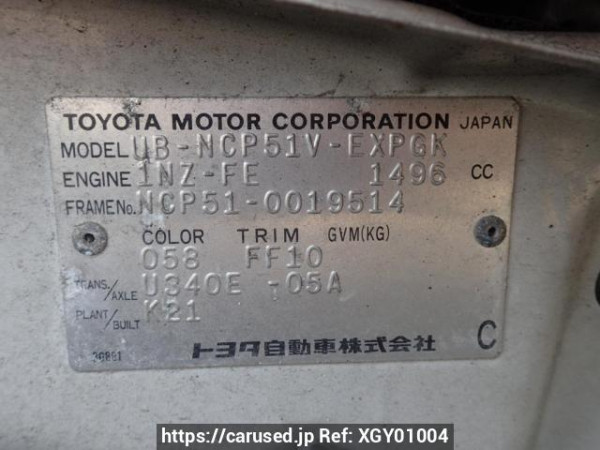 TOYOTA MOTOR CORPORATION JAPAN
MODEL UB-NCP51V-EXPGK
ENGINE 1NZ-FE 1496 CC
FRAME No. NCP51-0019514
COLOR TRIM GVM(KG)
058 FF10
TRANS./AXLE U340E -05A
PLANT/BUILT K21
トヨタ自動車株式会社 C
https://carused.jp Ref: XGY01004